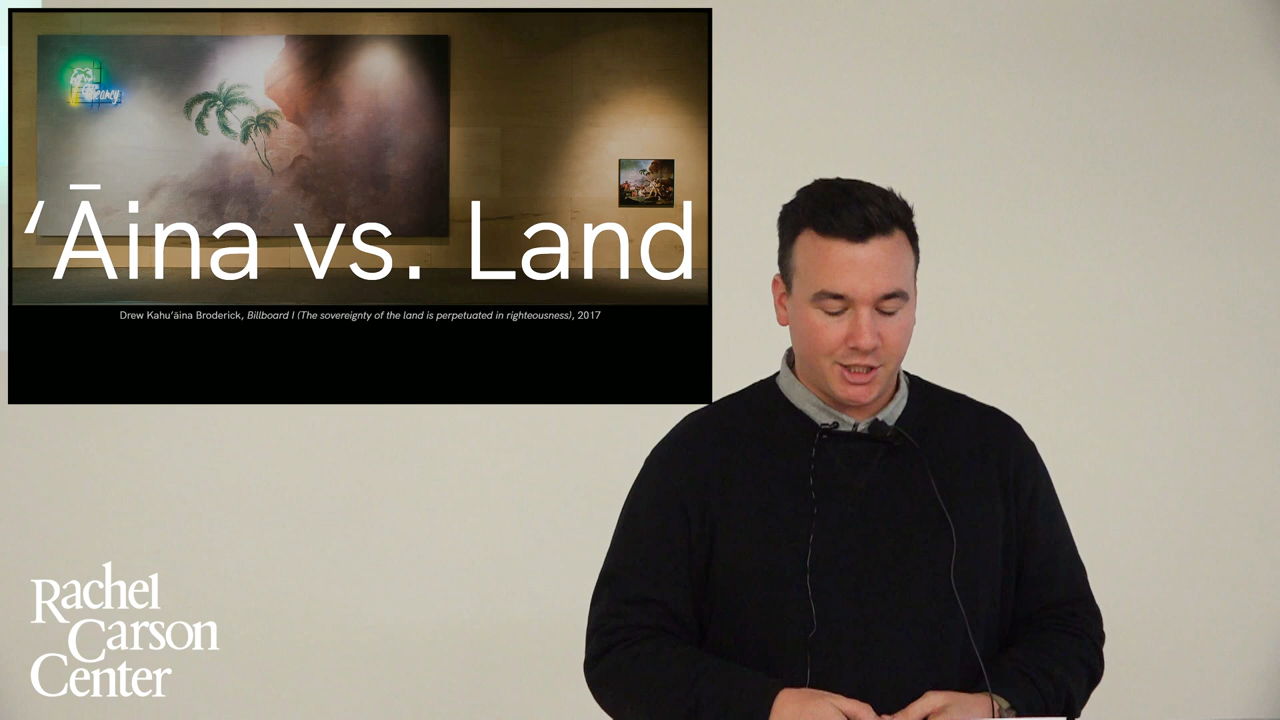 Vacancy
ʻĀina vs. Land
Drew Kahuʻāina Broderick, Billboard I (The sovereignty of the land is perpetuated in righteousness), 2017
Rachel
Carson
Center